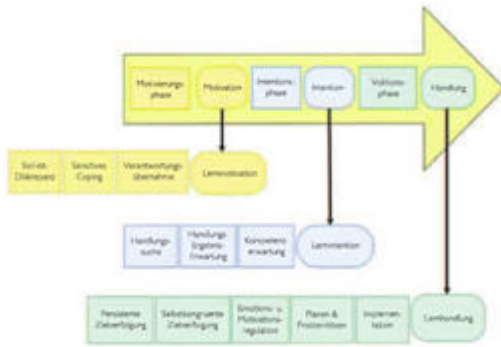 Motivierungs-
phase
Motivation
Intentions-
phase
Intention
Volitions-
phase
Handlung
Soll-Ist-
Diskrepanz
Sensitives
Coping
Verantwortungs-
übernahme
Lernmotivation
Handlungs-
suche
Handlungs-
Ergebnis-
Erwartung
Kompetenz-
erwartung
Lernintention
Persistente
Zielverfolgung
Selbstkongruente
Zielverfolgung
Emotions- u.
Motivations-
regulation
Planen &
Problemlösen
Implemen-
tation
Lernhandlung